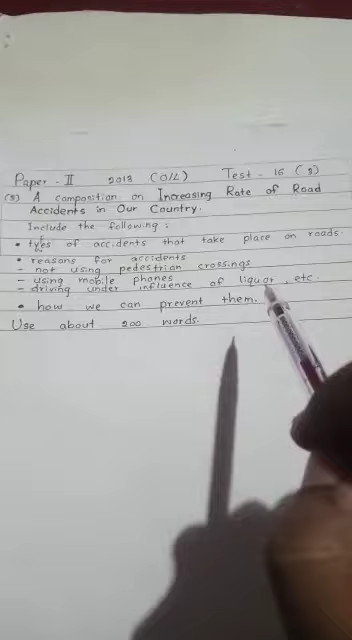 Paper - II 2018 (O/L) Test - 16 (3)
(3) A composition on Increasing Rate of Road
Accidents in Our Country.
Include the following :
• types of accidents that take place on roads.
• reasons for accidents
- not using pedestrian crossings
- using mobile phones
- driving under influence of liquor, etc.
• how we can prevent them.
Use about 200 words.